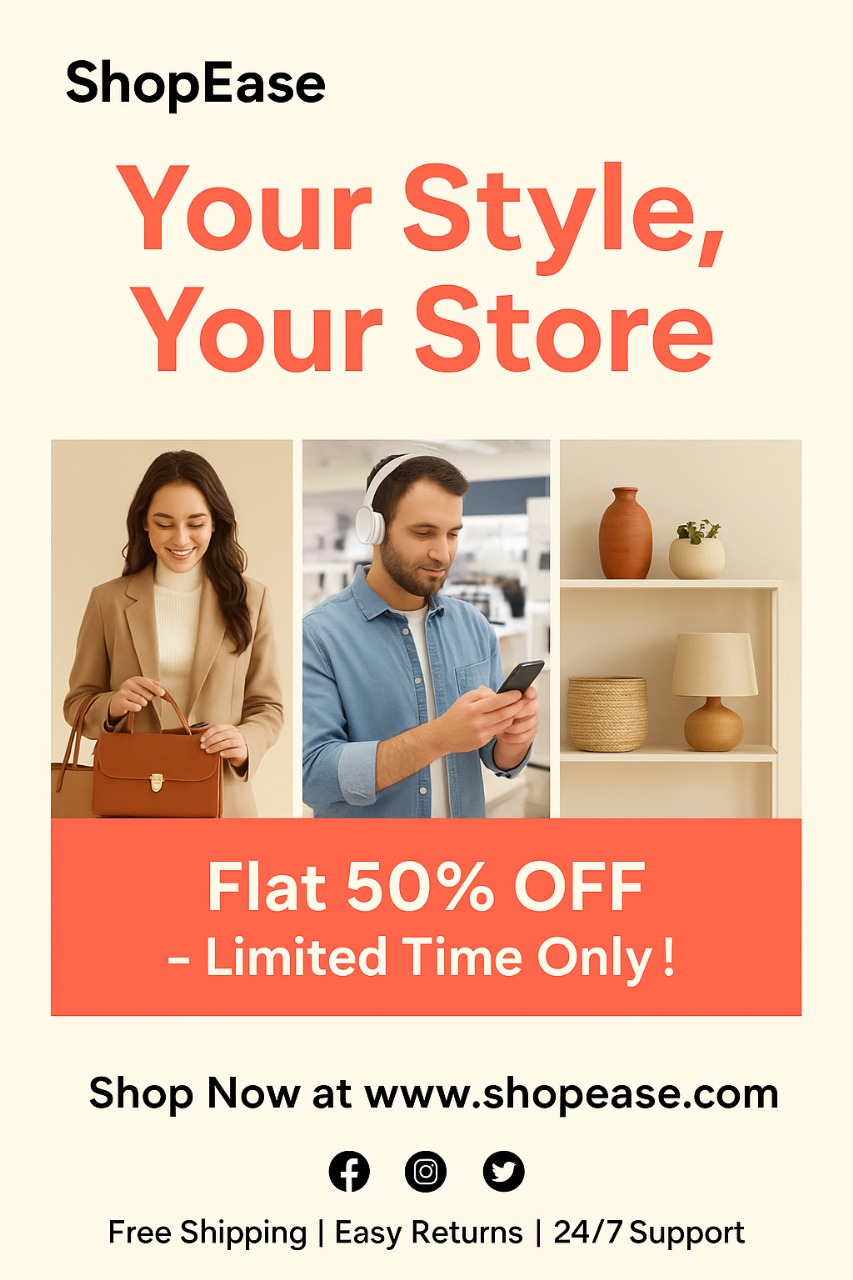 ShopEase
Your Style,
Your Store
Flat 50% OFF
– Limited Time Only!
Shop Now at www.shopease.com
Free Shipping | Easy Returns | 24/7 Support